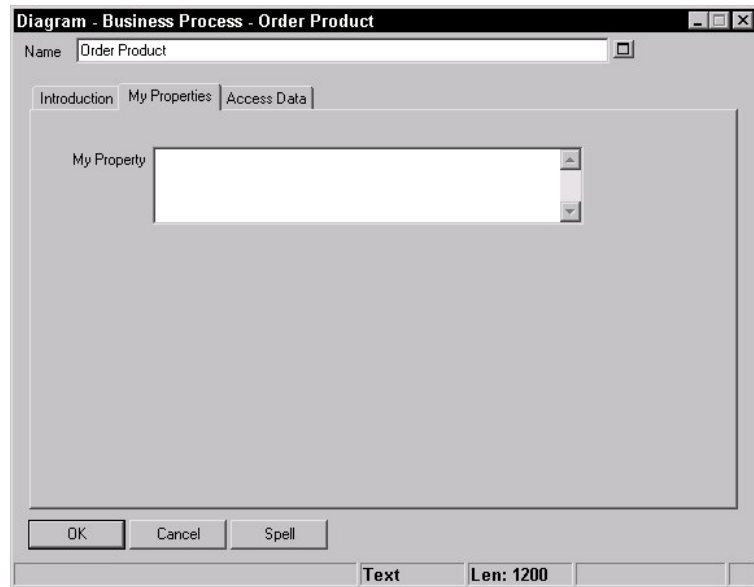 Diagram - Business Process - Order Product
Name Order Product
Introduction My Properties Access Data
My Property
OK Cancel Spell
Text Len: 1200